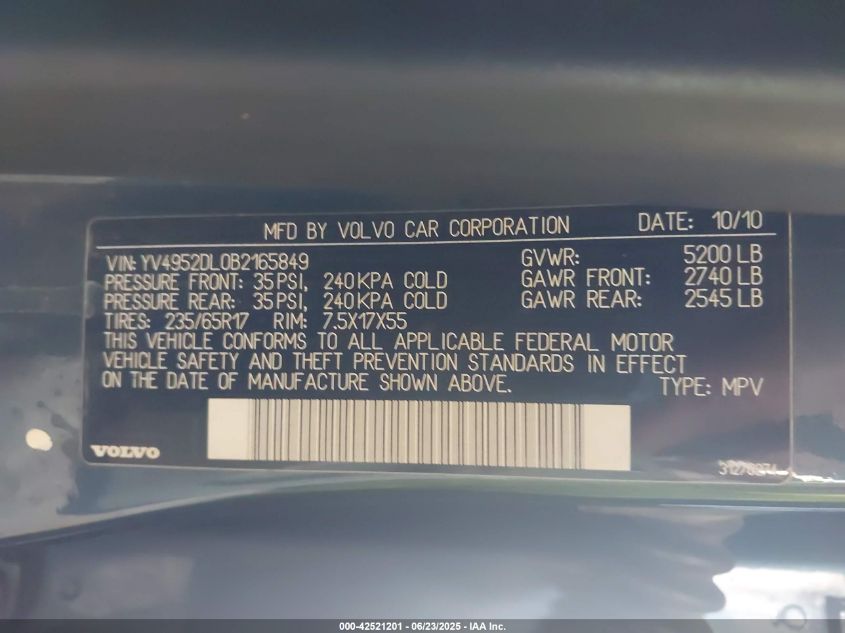 MFD BY VOLVO CAR CORPORATION DATE: 10/10
VIN: YV4952DL0B2165849 GVWR: 5200 LB
PRESSURE FRONT: 35 PSI, 240 KPA COLD GAWR FRONT: 2740 LB
PRESSURE REAR: 35 PSI, 240 KPA COLD GAWR REAR: 2545 LB
TIRES: 235/65R17 RIM: 7.5X17X55
THIS VEHICLE CONFORMS TO ALL APPLICABLE FEDERAL MOTOR
VEHICLE SAFETY AND THEFT PREVENTION STANDARDS IN EFFECT
ON THE DATE OF MANUFACTURE SHOWN ABOVE. TYPE: MPV
VOLVO
000-42521201 - 06/23/2025 - IAA Inc.